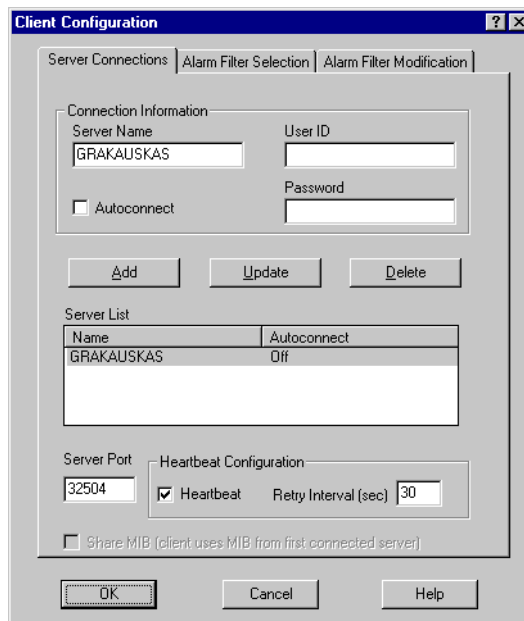 Client Configuration ? X
Server Connections Alarm Filter Selection Alarm Filter Modification
Connection Information
Server Name User ID
GRAKAUSKAS
Autoconnect Password
Add Update Delete
Server List
Name Autoconnect
GRAKAUSKAS Off
Server Port Heartbeat Configuration
32504 Heartbeat Retry Interval (sec) 30
Share MIB (client uses MIB from first connected server)
OK Cancel Help